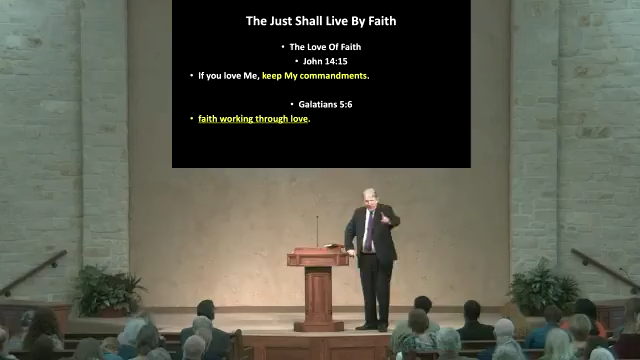 The Just Shall Live By Faith
• The Love Of Faith
• John 14:15
• If you love Me, keep My commandments.
• Galatians 5:6
• faith working through love.